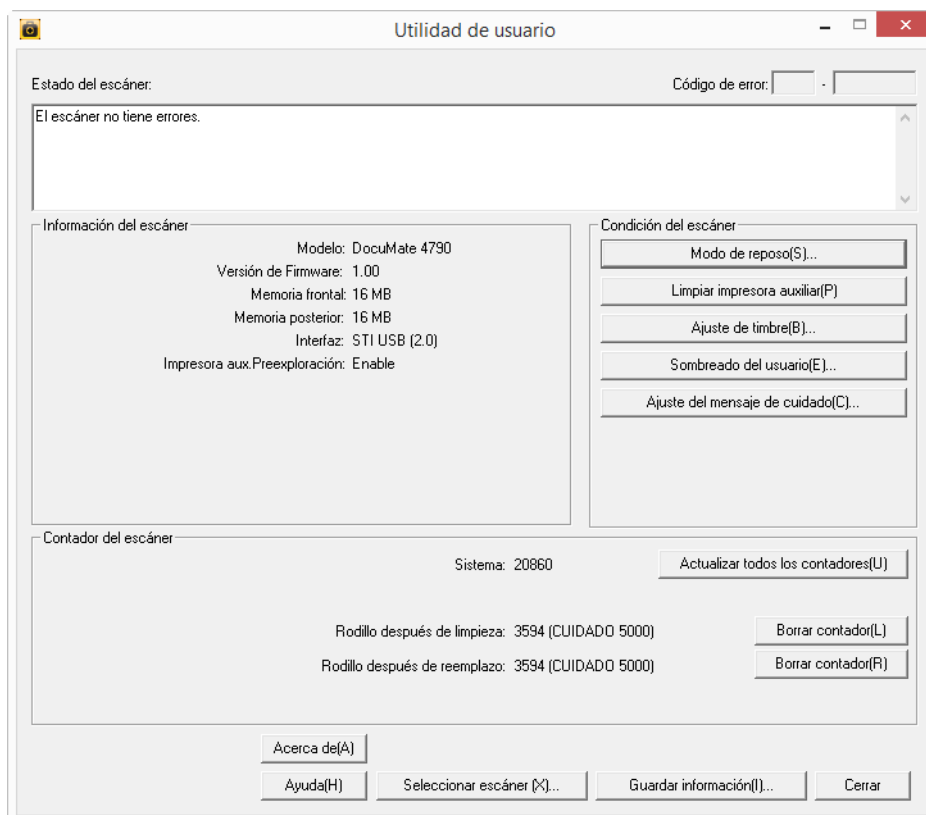 Utilidad de usuario
Estado del escáner:
Código de error: -
El escáner no tiene errores.
Información del escáner
Modelo: DocuMate 4790
Versión de Firmware: 1.00
Memoria frontal: 16 MB
Memoria posterior: 16 MB
Interfaz: STI USB (2.0)
Impresora aux.Preexploración: Enable
Condición del escáner
Modo de reposo(S)...
Limpiar impresora auxiliar(P)
Ajuste de timbre(B)...
Sombreado del usuario(E)...
Ajuste del mensaje de cuidado(C)...
Contador del escáner
Sistema: 20860
Actualizar todos los contadores(U)
Rodillo después de limpieza: 3594 (CUIDADO 5000)
Borrar contador(L)
Rodillo después de reemplazo: 3594 (CUIDADO 5000)
Borrar contador(R)
Acerca de(A)
Ayuda(H)
Seleccionar escáner (X)...
Guardar información(I)...
Cerrar